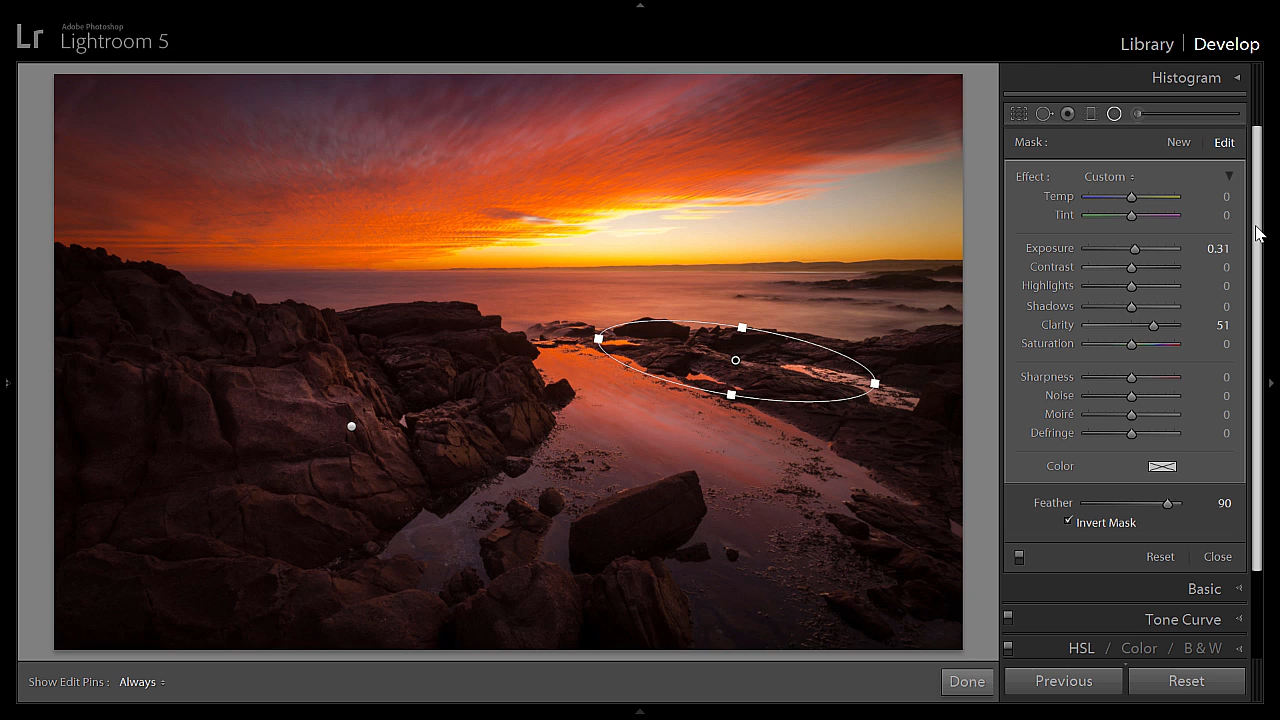 Lr
Adobe Photoshop
Lightroom 5
Library | Develop
Histogram
Mask : New Edit
Effect : Custom
Temp 0
Tint 0
Exposure 0.31
Contrast 0
Highlights 0
Shadows 0
Clarity 51
Saturation 0
Sharpness 0
Noise 0
Moiré 0
Defringe 0
Color
Feather 90
Invert Mask
Reset Close
Basic
Tone Curve
HSL / Color / B & W
Show Edit Pins : Always
Done
Previous Reset